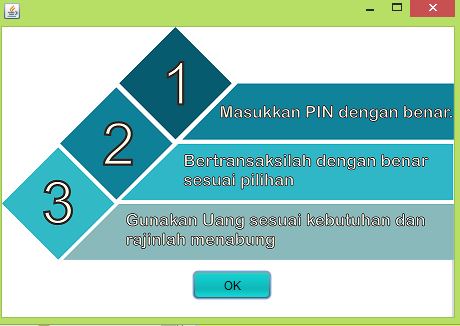 1
Masukkan PIN dengan benar.
2
Bertransaksilah dengan benar
sesuai pilihan
3
Gunakan Uang sesuai kebutuhan dan
rajinlah menabung
OK